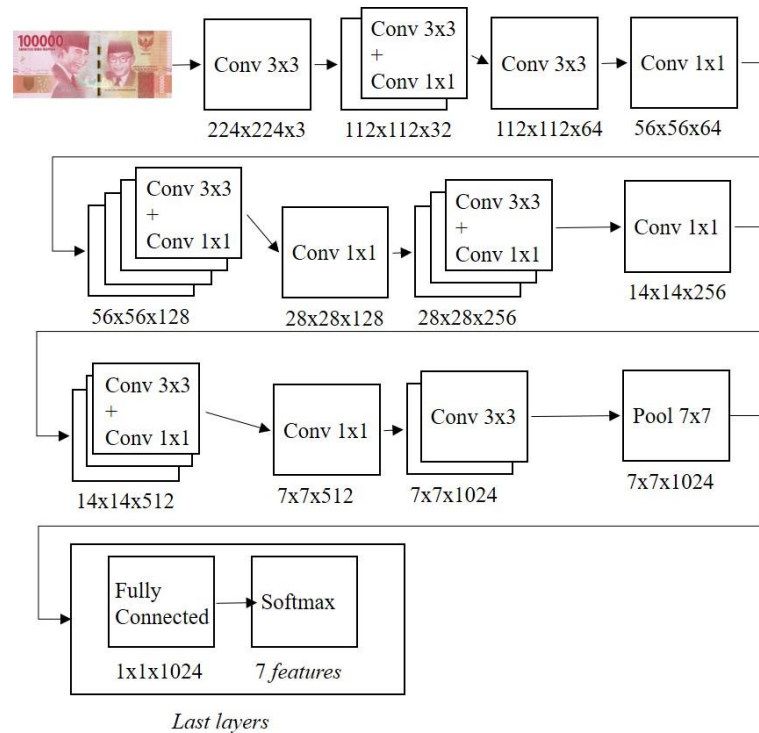 100000
Conv 3x3
224x224x3
Conv 3x3
+
Conv 1x1
112x112x32
Conv 3x3
112x112x64
Conv 1x1
56x56x64
Conv 3x3
+
Conv 1x1
56x56x128
Conv 1x1
28x28x128
Conv 3x3
+
Conv 1x1
28x28x256
Conv 1x1
14x14x256
Conv 3x3
+
Conv 1x1
14x14x512
Conv 1x1
7x7x512
Conv 3x3
7x7x1024
Pool 7x7
7x7x1024
Fully
Connected
1x1x1024
Softmax
7 features
Last layers